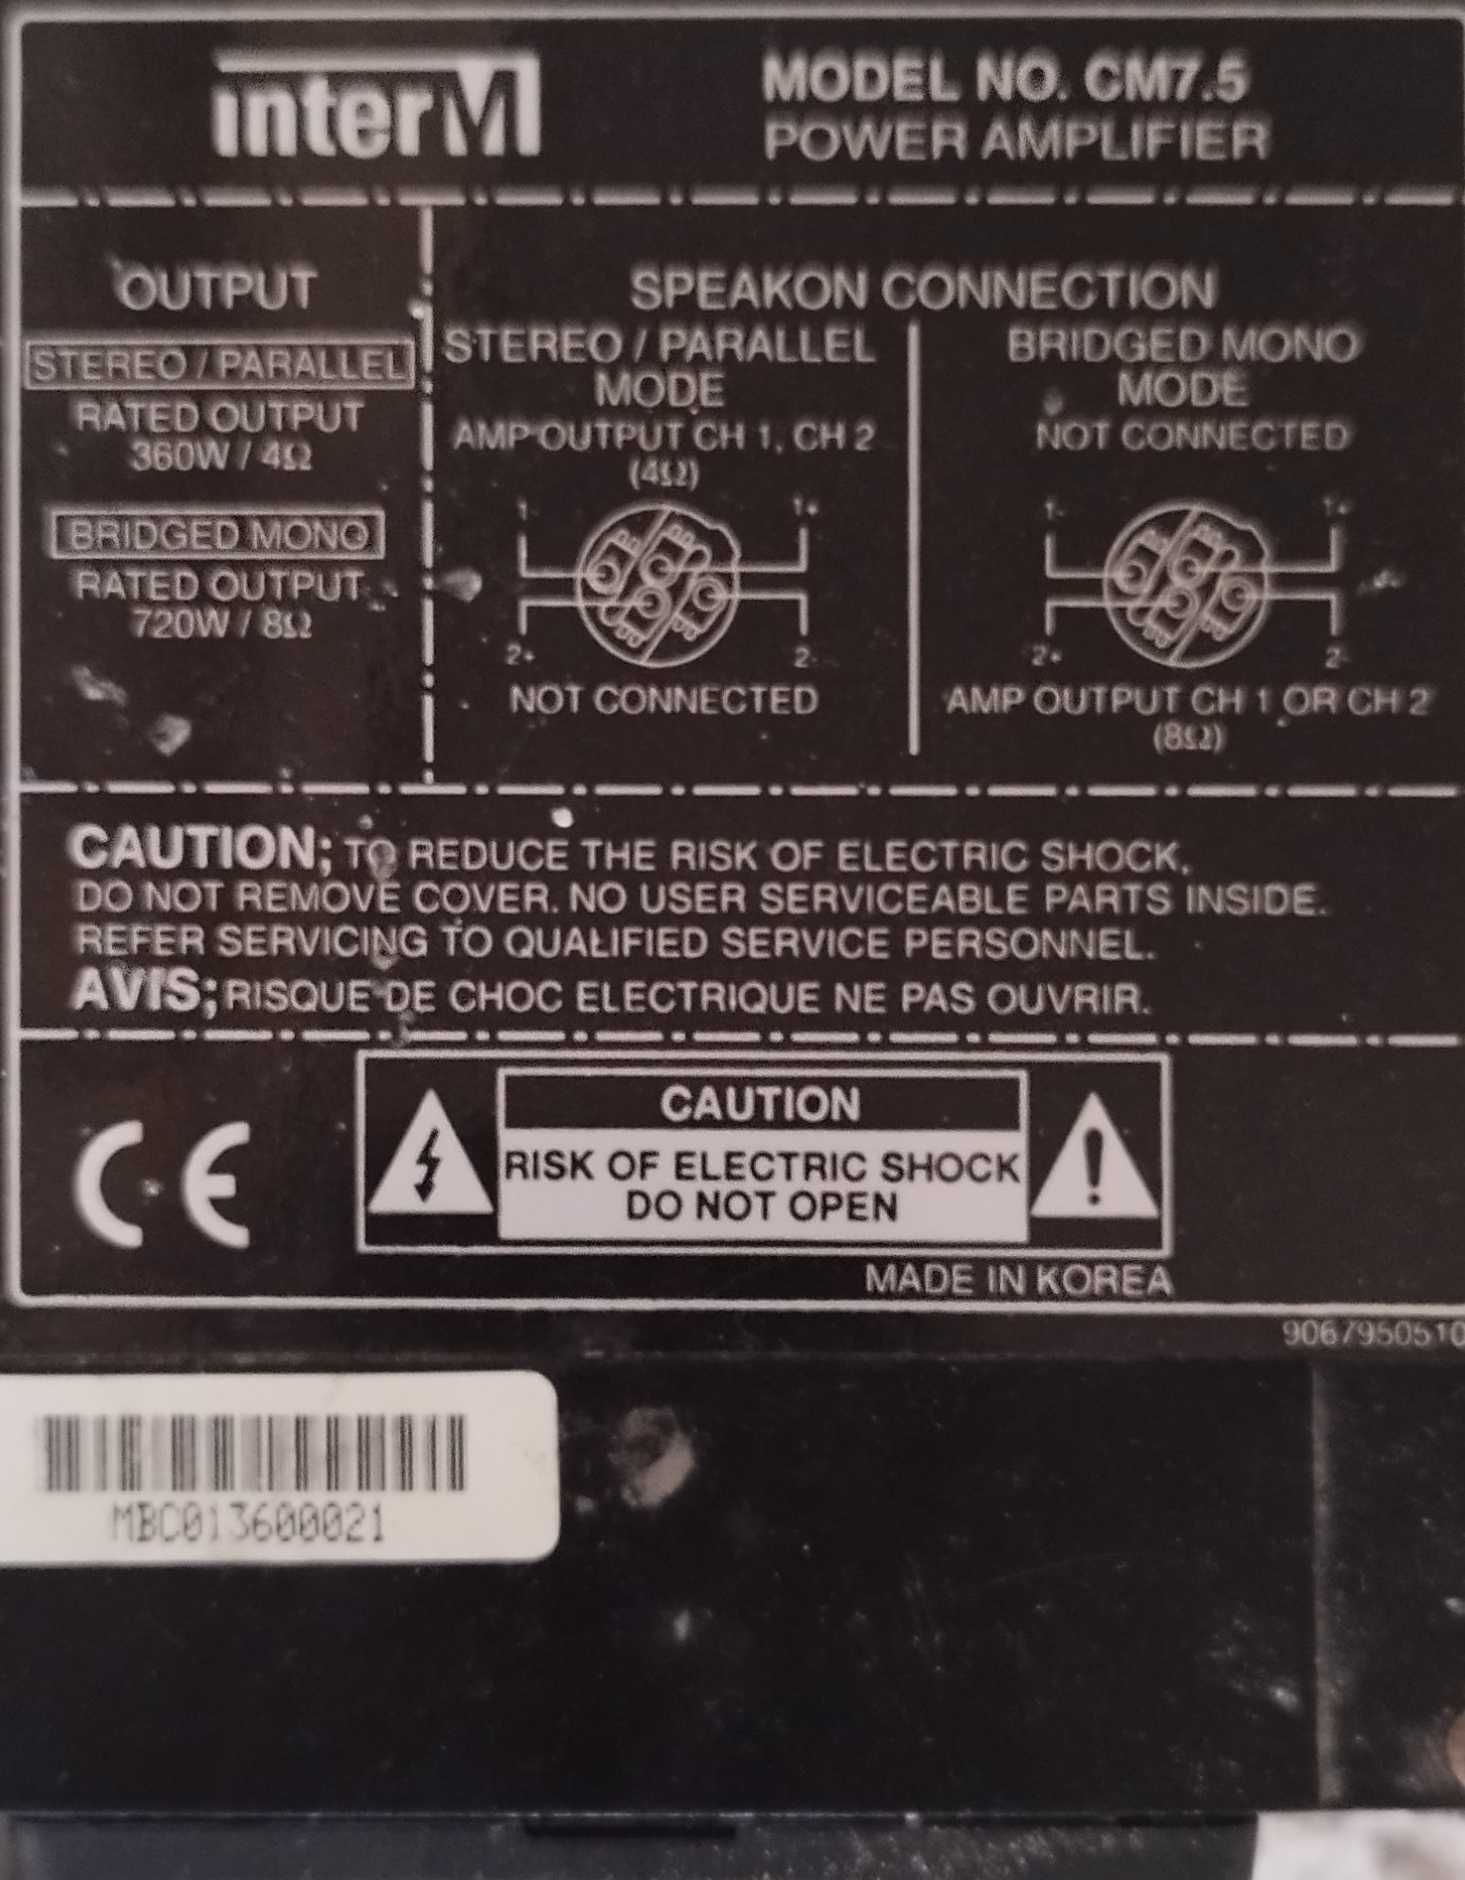 interM
MODEL NO. CM7.5
POWER AMPLIFIER
OUTPUT
STEREO / PARALLEL
RATED OUTPUT
360W / 4Ω
BRIDGED MONO
RATED OUTPUT
720W / 8Ω
SPEAKON CONNECTION
STEREO / PARALLEL
MODE
AMP OUTPUT CH 1, CH 2
(4Ω)
1- 1+
2+ 2-
NOT CONNECTED
BRIDGED MONO
MODE
NOT CONNECTED
1- 1+
2+ 2-
AMP OUTPUT CH 1 OR CH 2
(8Ω)
CAUTION; TO REDUCE THE RISK OF ELECTRIC SHOCK,
DO NOT REMOVE COVER. NO USER SERVICEABLE PARTS INSIDE.
REFER SERVICING TO QUALIFIED SERVICE PERSONNEL.
AVIS; RISQUE DE CHOC ELECTRIQUE NE PAS OUVRIR.
CE
CAUTION
RISK OF ELECTRIC SHOCK
DO NOT OPEN
MADE IN KOREA
9067950510
MBC013600021